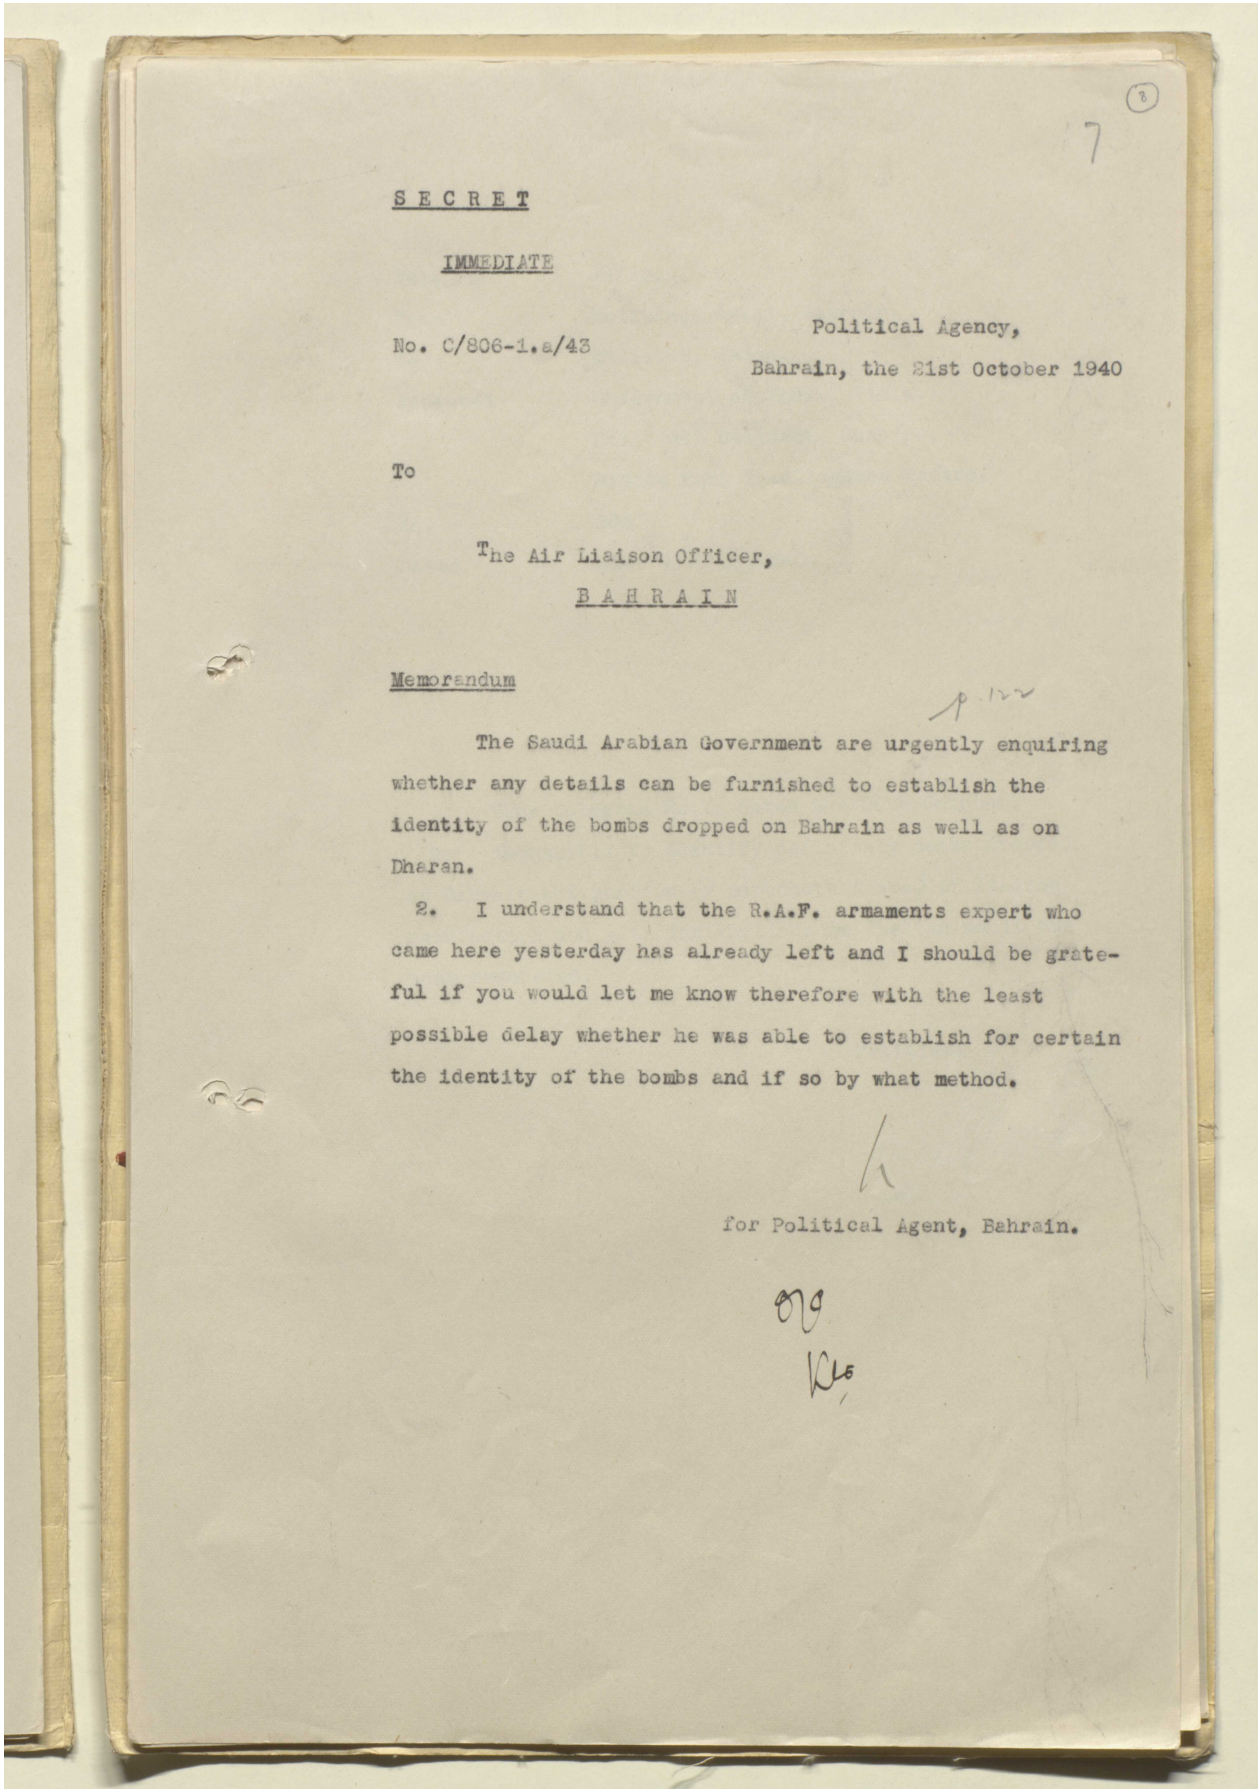 8
7
SECRET
IMMEDIATE
Political Agency,
No. C/806-1.a/43
Bahrain, the 21st October 1940
To
The Air Liaison Officer,
BAHRAIN
Memorandum
p. 122
The Saudi Arabian Government are urgently enquiring
whether any details can be furnished to establish the
identity of the bombs dropped on Bahrain as well as on
Dharan.
2. I understand that the R.A.F. armaments expert who
came here yesterday has already left and I should be grate-
ful if you would let me know therefore with the least
possible delay whether he was able to establish for certain
the identity of the bombs and if so by what method.
for Political Agent, Bahrain.